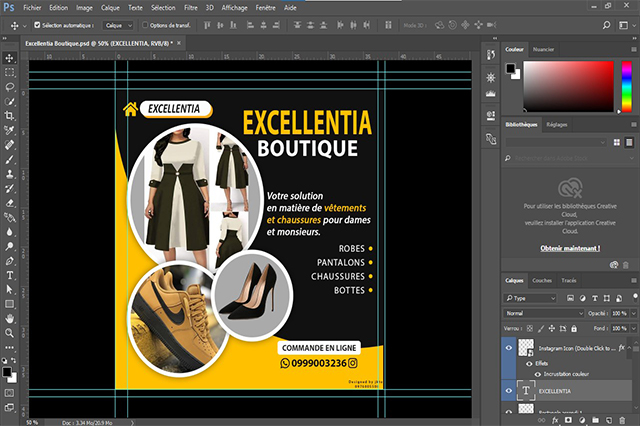 Ps Fichier Edition Image Calque Texte Sélection Filtre 3D Affichage Fenêtre Aide
Sélection automatique : Calque Options de transf. Mode 3D :
Excellentia Boutique.psd @ 50% (EXCELLENTIA, RVB/8) *
EXCELLENTIA
EXCELLENTIA
BOUTIQUE
Votre solution
en matière de vêtements
et chaussures pour dames
et monsieurs.
ROBES
PANTALONS
CHAUSSURES
BOTTES
COMMANDE EN LIGNE
0999003236
50 % Doc : 3.34 Mo/20.9 Mo
Couleur Nuancier
Bibliothèques Réglages
Pour utiliser les bibliothèques Creative
Cloud,
veuillez installer l'application Creative
Cloud.
Obtenir maintenant !
Calques Couches Tracés
Type
Normal Opacité : 100 %
Verrou : Fond : 100 %
Instagram Icon (Double Click to ...
Effets
Incrustation couleur
EXCELLENTIA